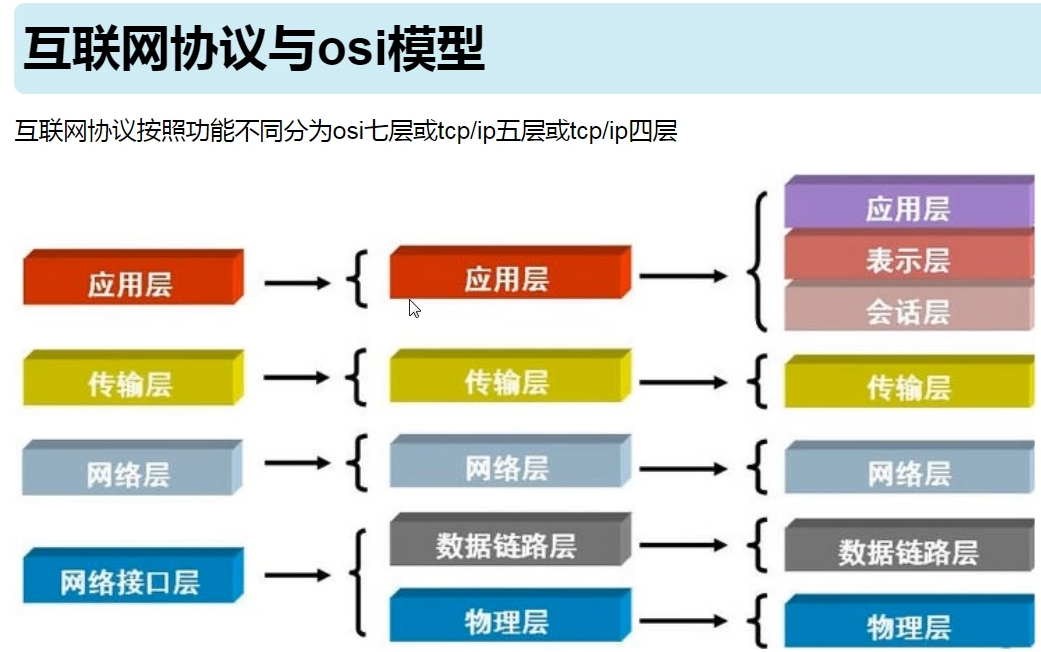 互联网协议与osi模型
互联网协议按照功能不同分为osi七层或tcp/ip五层或tcp/ip四层
应用层
传输层
网络层
网络接口层
应用层
传输层
网络层
数据链路层
物理层
应用层
表示层
会话层
传输层
网络层
数据链路层
物理层